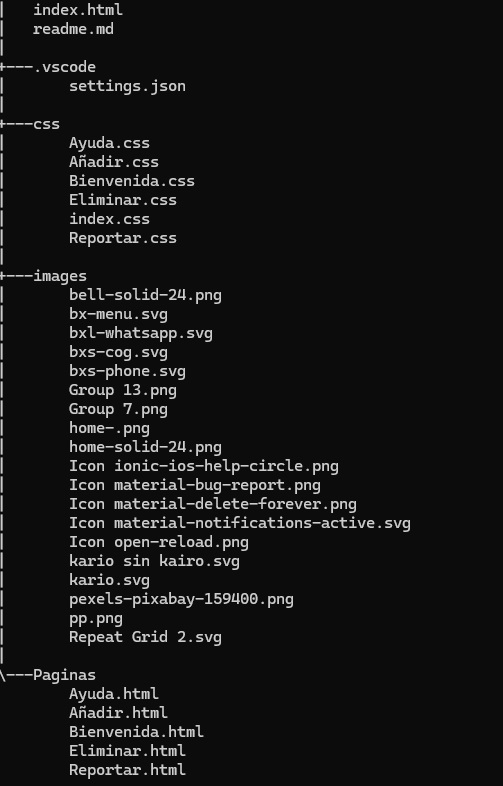 |   index.html
|   readme.md
|
+---.vscode
|       settings.json
|
+---css
|       Ayuda.css
|       Añadir.css
|       Bienvenida.css
|       Eliminar.css
|       index.css
|       Reportar.css
|
+---images
|       bell-solid-24.png
|       bx-menu.svg
|       bxl-whatsapp.svg
|       bxs-cog.svg
|       bxs-phone.svg
|       Group 13.png
|       Group 7.png
|       home-.png
|       home-solid-24.png
|       Icon ionic-ios-help-circle.png
|       Icon material-bug-report.png
|       Icon material-delete-forever.png
|       Icon material-notifications-active.svg
|       Icon open-reload.png
|       kario sin kairo.svg
|       kario.svg
|       pexels-pixabay-159400.png
|       pp.png
|       Repeat Grid 2.svg
|
\---Paginas
        Ayuda.html
        Añadir.html
        Bienvenida.html
        Eliminar.html
        Reportar.html